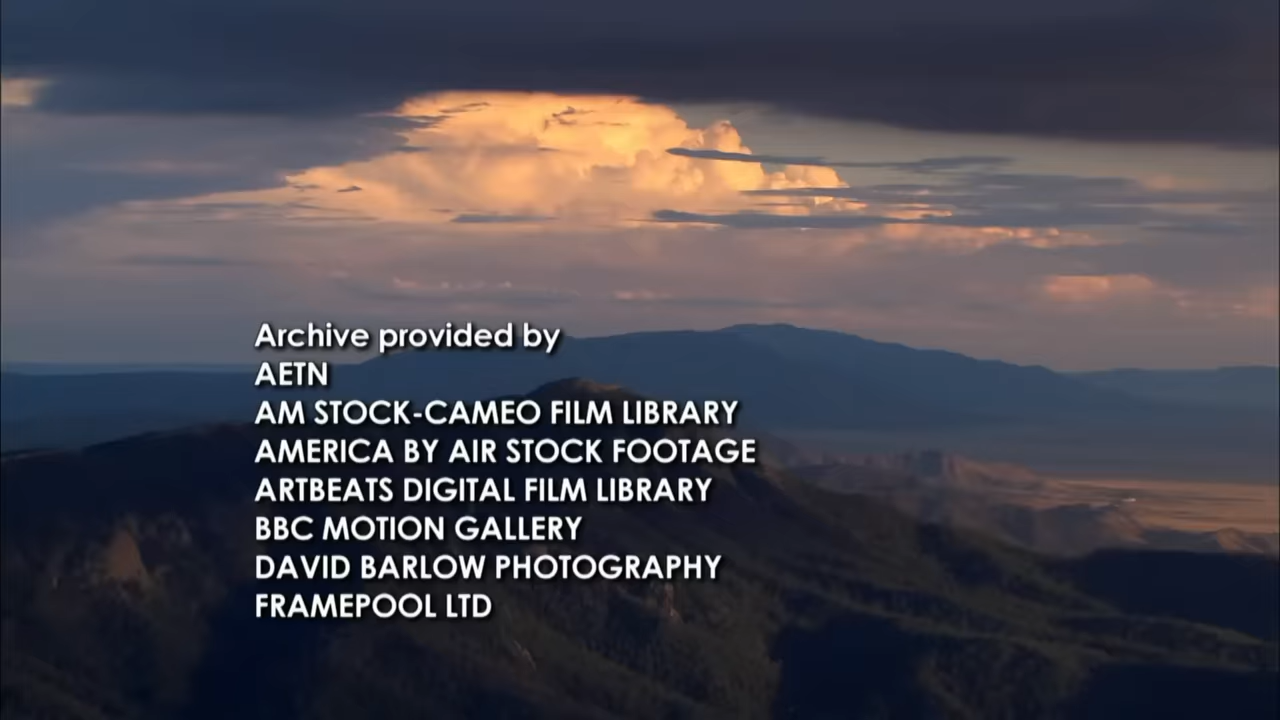 Archive provided by
AETN
AM STOCK-CAMEO FILM LIBRARY
AMERICA BY AIR STOCK FOOTAGE
ARTBEATS DIGITAL FILM LIBRARY
BBC MOTION GALLERY
DAVID BARLOW PHOTOGRAPHY
FRAMEPOOL LTD